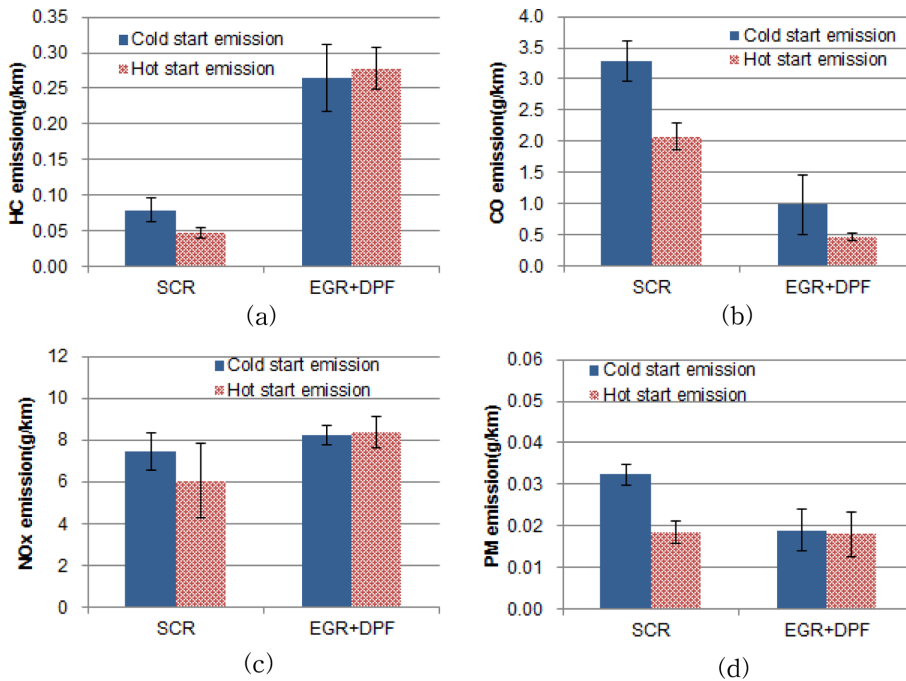 Cold start emission
Hot start emission
HC emission(g/km)
0.40
0.35
0.30
0.25
0.20
0.15
0.10
0.05
0.00
SCR
EGR+DPF
(a)
Cold start emission
Hot start emission
CO emission(g/km)
4.0
3.5
3.0
2.5
2.0
1.5
1.0
0.5
0.0
SCR
EGR+DPF
(b)
Cold start emission
Hot start emission
NOx emission(g/km)
12
10
8
6
4
2
0
SCR
EGR+DPF
(c)
Cold start emission
Hot start emission
PM emission(g/km)
0.06
0.05
0.04
0.03
0.02
0.01
0.00
SCR
EGR+DPF
(d)